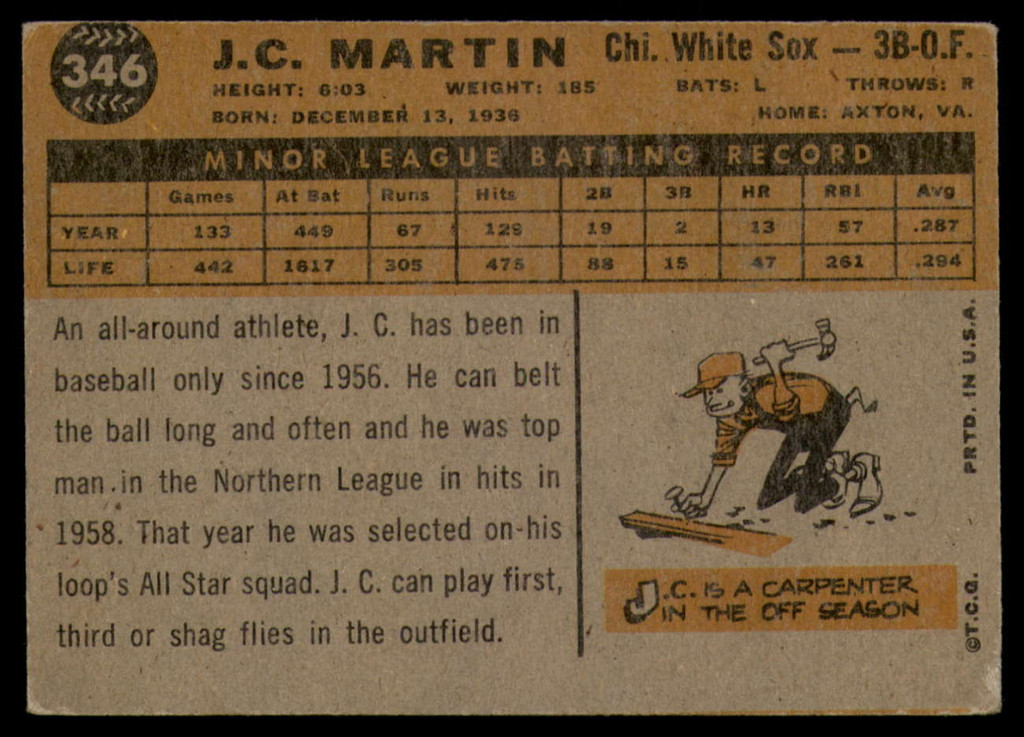 346
J.C. MARTIN Chi. White Sox — 3B-O.F.
HEIGHT: 6:03 WEIGHT: 185 BATS: L THROWS: R
BORN: DECEMBER 13, 1936 HOME: AXTON, VA.
MINOR LEAGUE BATTING RECORD
Games At Bat Runs Hits 2B 3B HR RBI Avg
YEAR 133 449 67 129 19 2 13 57 .287
LIFE 442 1617 305 475 88 15 47 261 .294
An all-around athlete, J. C. has been in
baseball only since 1956. He can belt
the ball long and often and he was top
man in the Northern League in hits in
1958. That year he was selected on his
loop's All Star squad. J. C. can play first,
third or shag flies in the outfield.
J.C. IS A CARPENTER
IN THE OFF SEASON
©T.C.G. PRTD. IN U.S.A.